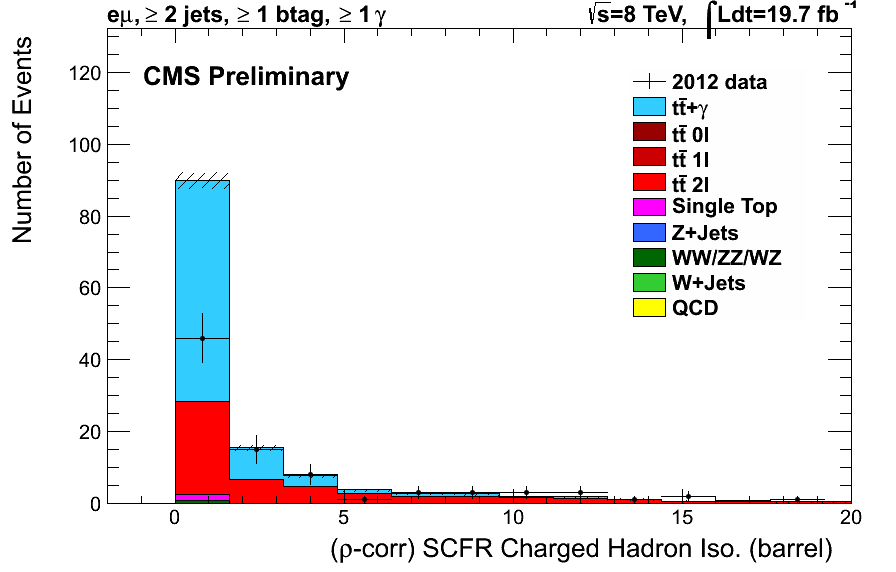 eμ, ≥ 2 jets, ≥ 1 btag, ≥ 1 γ
√s=8 TeV, ∫Ldt=19.7 fb⁻¹
CMS Preliminary
Number of Events
120
100
80
60
40
20
0
2012 data
tt̄+γ
tt̄ 0l
tt̄ 1l
tt̄ 2l
Single Top
Z+Jets
WW/ZZ/WZ
W+Jets
QCD
0 5 10 15 20
(ρ-corr) SCFR Charged Hadron Iso. (barrel)